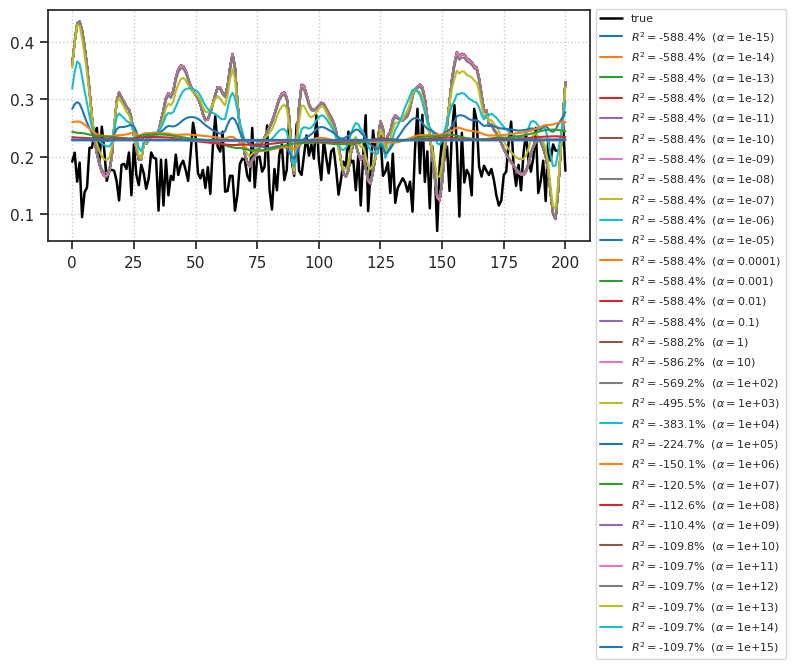 true
R² = -588.4% (α = 1e-15)
R² = -588.4% (α = 1e-14)
R² = -588.4% (α = 1e-13)
R² = -588.4% (α = 1e-12)
R² = -588.4% (α = 1e-11)
R² = -588.4% (α = 1e-10)
R² = -588.4% (α = 1e-09)
R² = -588.4% (α = 1e-08)
R² = -588.4% (α = 1e-07)
R² = -588.4% (α = 1e-06)
R² = -588.4% (α = 1e-05)
R² = -588.4% (α = 0.0001)
R² = -588.4% (α = 0.001)
R² = -588.4% (α = 0.01)
R² = -588.4% (α = 0.1)
R² = -588.2% (α = 1)
R² = -586.2% (α = 10)
R² = -569.2% (α = 1e+02)
R² = -495.5% (α = 1e+03)
R² = -383.1% (α = 1e+04)
R² = -224.7% (α = 1e+05)
R² = -150.1% (α = 1e+06)
R² = -120.5% (α = 1e+07)
R² = -112.6% (α = 1e+08)
R² = -110.4% (α = 1e+09)
R² = -109.8% (α = 1e+10)
R² = -109.7% (α = 1e+11)
R² = -109.7% (α = 1e+12)
R² = -109.7% (α = 1e+13)
R² = -109.7% (α = 1e+14)
R² = -109.7% (α = 1e+15)
0.4
0.3
0.2
0.1
0 25 50 75 100 125 150 175 200